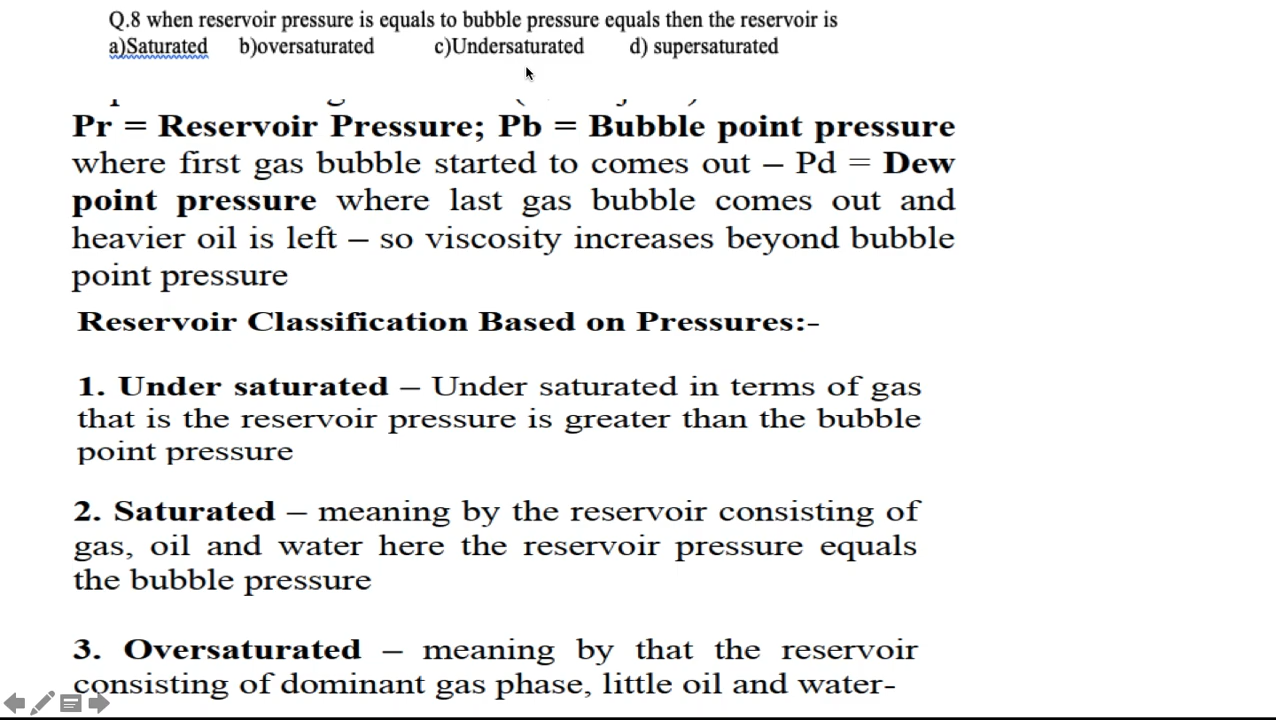 Q.8 when reservoir pressure is equals to bubble pressure equals then the reservoir is
a)Saturated b)oversaturated c)Undersaturated d) supersaturated
Pr = Reservoir Pressure; Pb = Bubble point pressure
where first gas bubble started to comes out – Pd = Dew
point pressure where last gas bubble comes out and
heavier oil is left – so viscosity increases beyond bubble
point pressure
Reservoir Classification Based on Pressures:-
1. Under saturated – Under saturated in terms of gas
that is the reservoir pressure is greater than the bubble
point pressure
2. Saturated – meaning by the reservoir consisting of
gas, oil and water here the reservoir pressure equals
the bubble pressure
3. Oversaturated – meaning by that the reservoir
consisting of dominant gas phase, little oil and water-